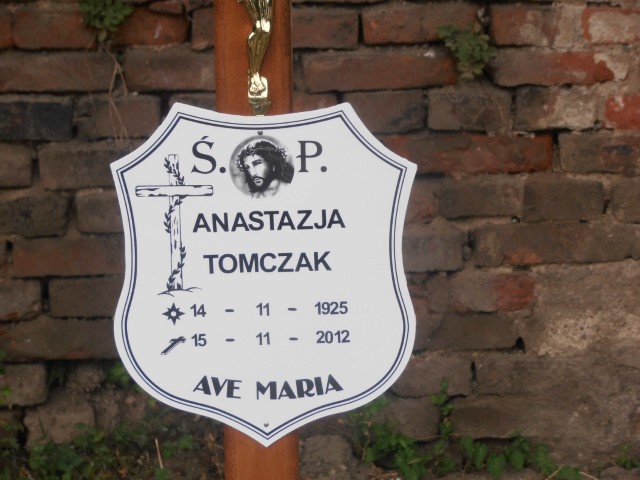 Ś. P.
ANASTAZJA
TOMCZAK
14 - 11 - 1925
15 - 11 - 2012
AVE MARIA